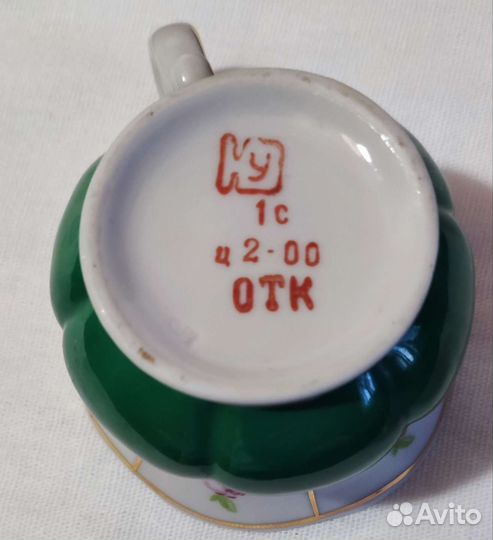 Ку
1с
ц 2-00
ОТК
Avito